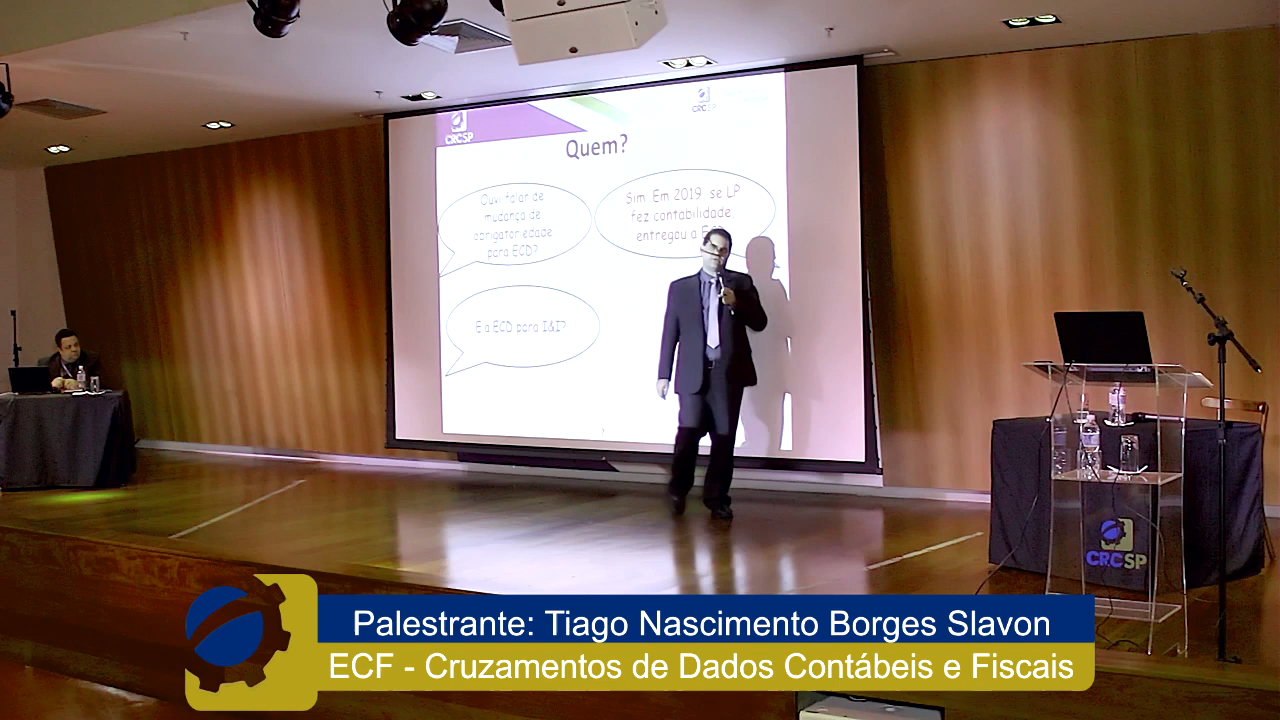 CRCSP
CRCSP
Quem?
Ouvi falar de
mudança de
obrigatoriedade
para ECD?
Sim. Em 2019 se LP
fez contabilidade
entregou a
E a ECD para I&I?
CRCSP
Palestrante: Tiago Nascimento Borges Slavon
ECF - Cruzamentos de Dados Contábeis e Fiscais